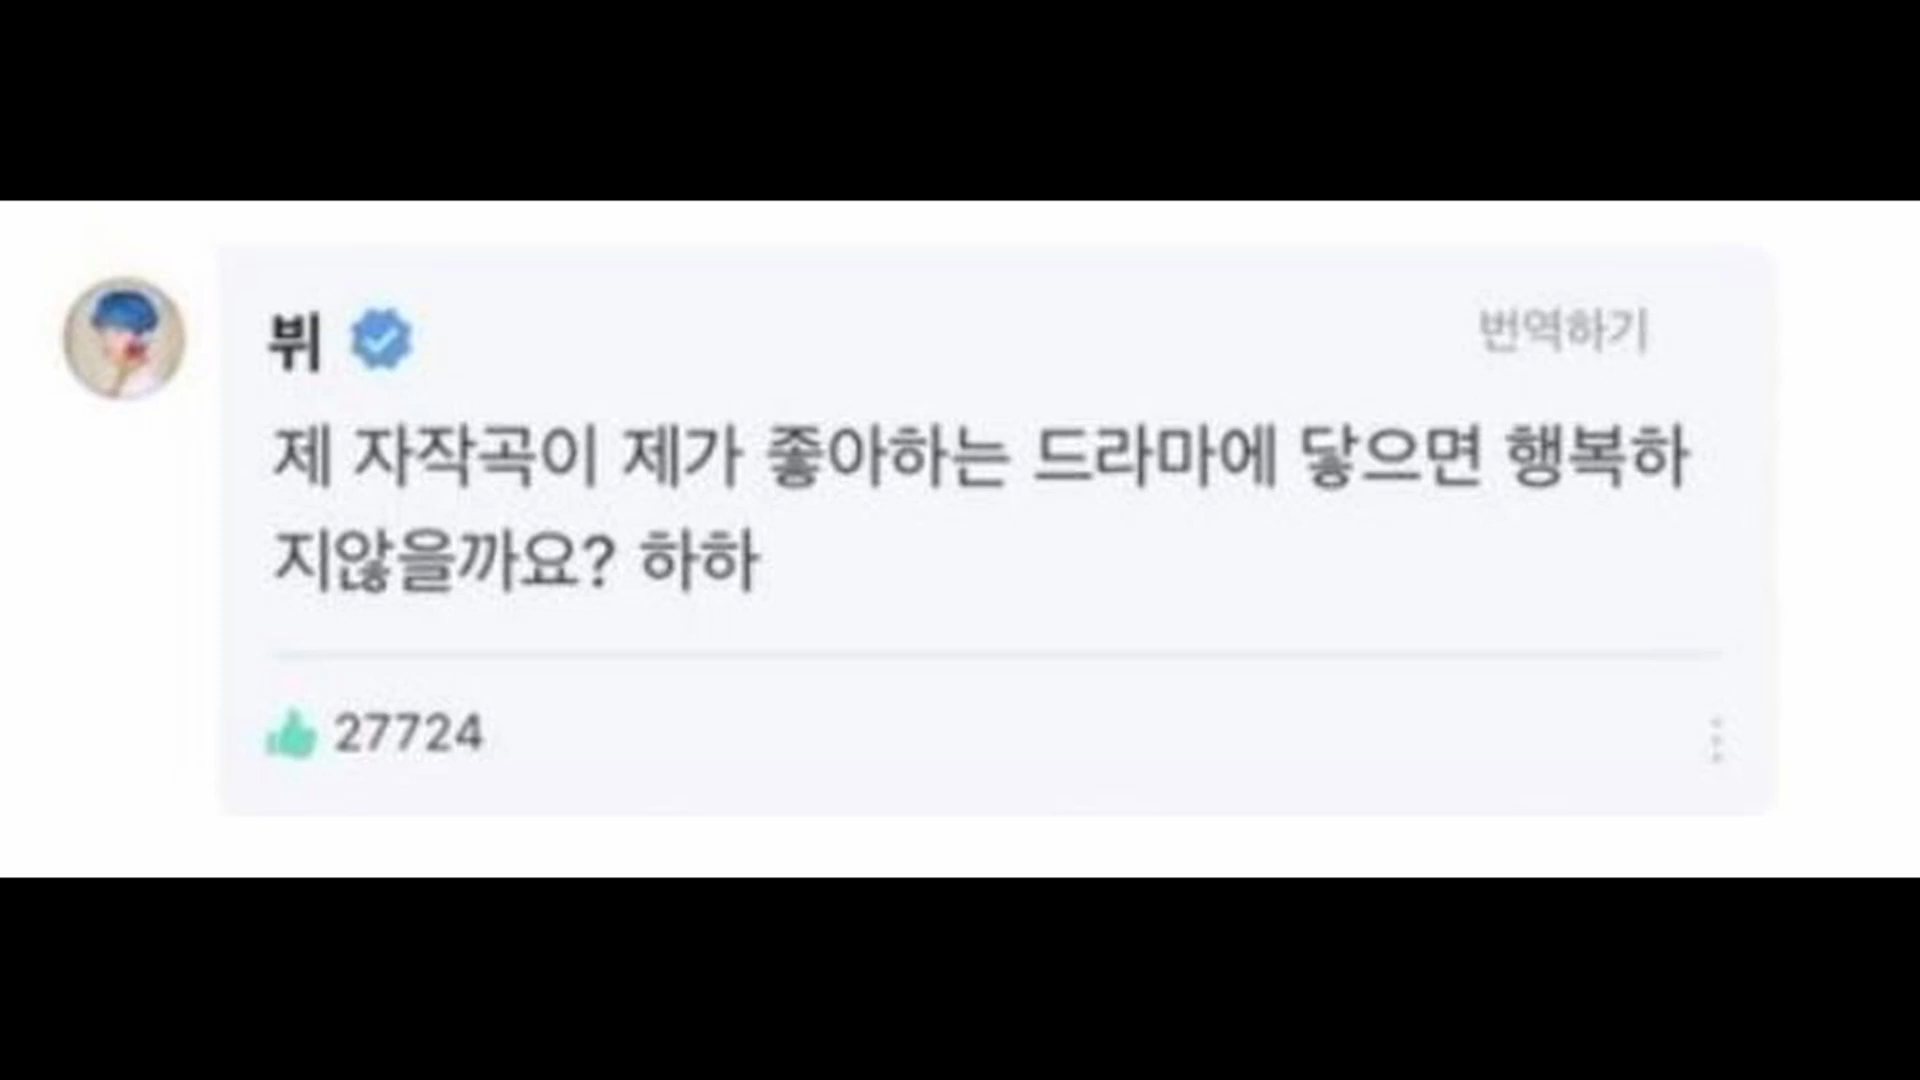 뷔
번역하기
제 자작곡이 제가 좋아하는 드라마에 닿으면 행복하
지않을까요? 하하
27724